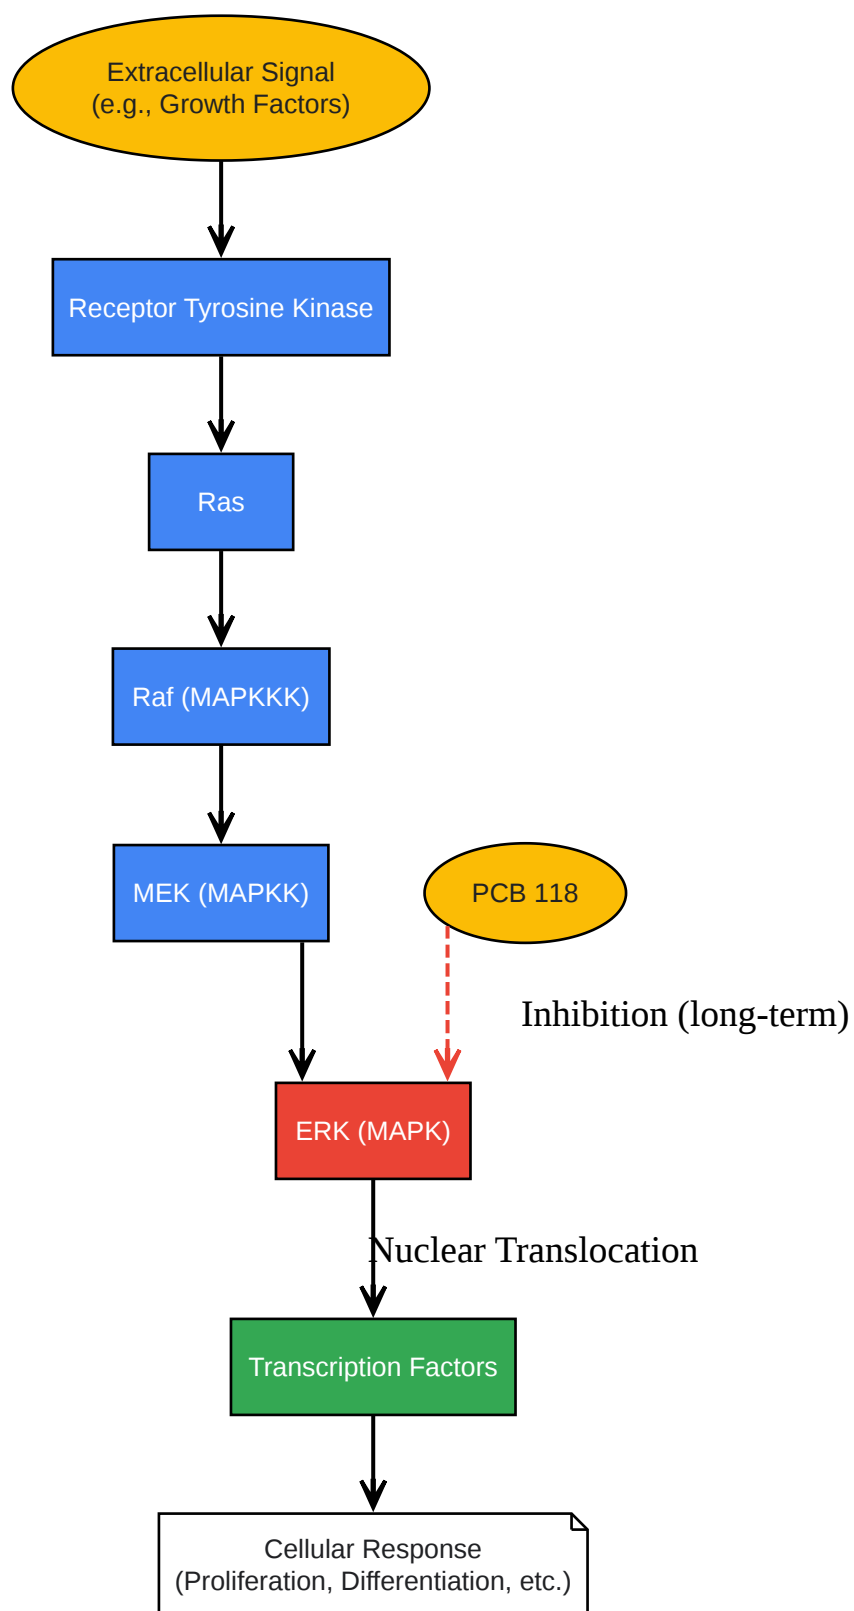 Extracellular Signal
(e.g., Growth Factors)
Receptor Tyrosine Kinase
Ras
Raf (MAPKKK)
MEK (MAPKK)
PCB 118
Inhibition (long-term)
ERK (MAPK)
Nuclear Translocation
Transcription Factors
Cellular Response
(Proliferation, Differentiation, etc.)